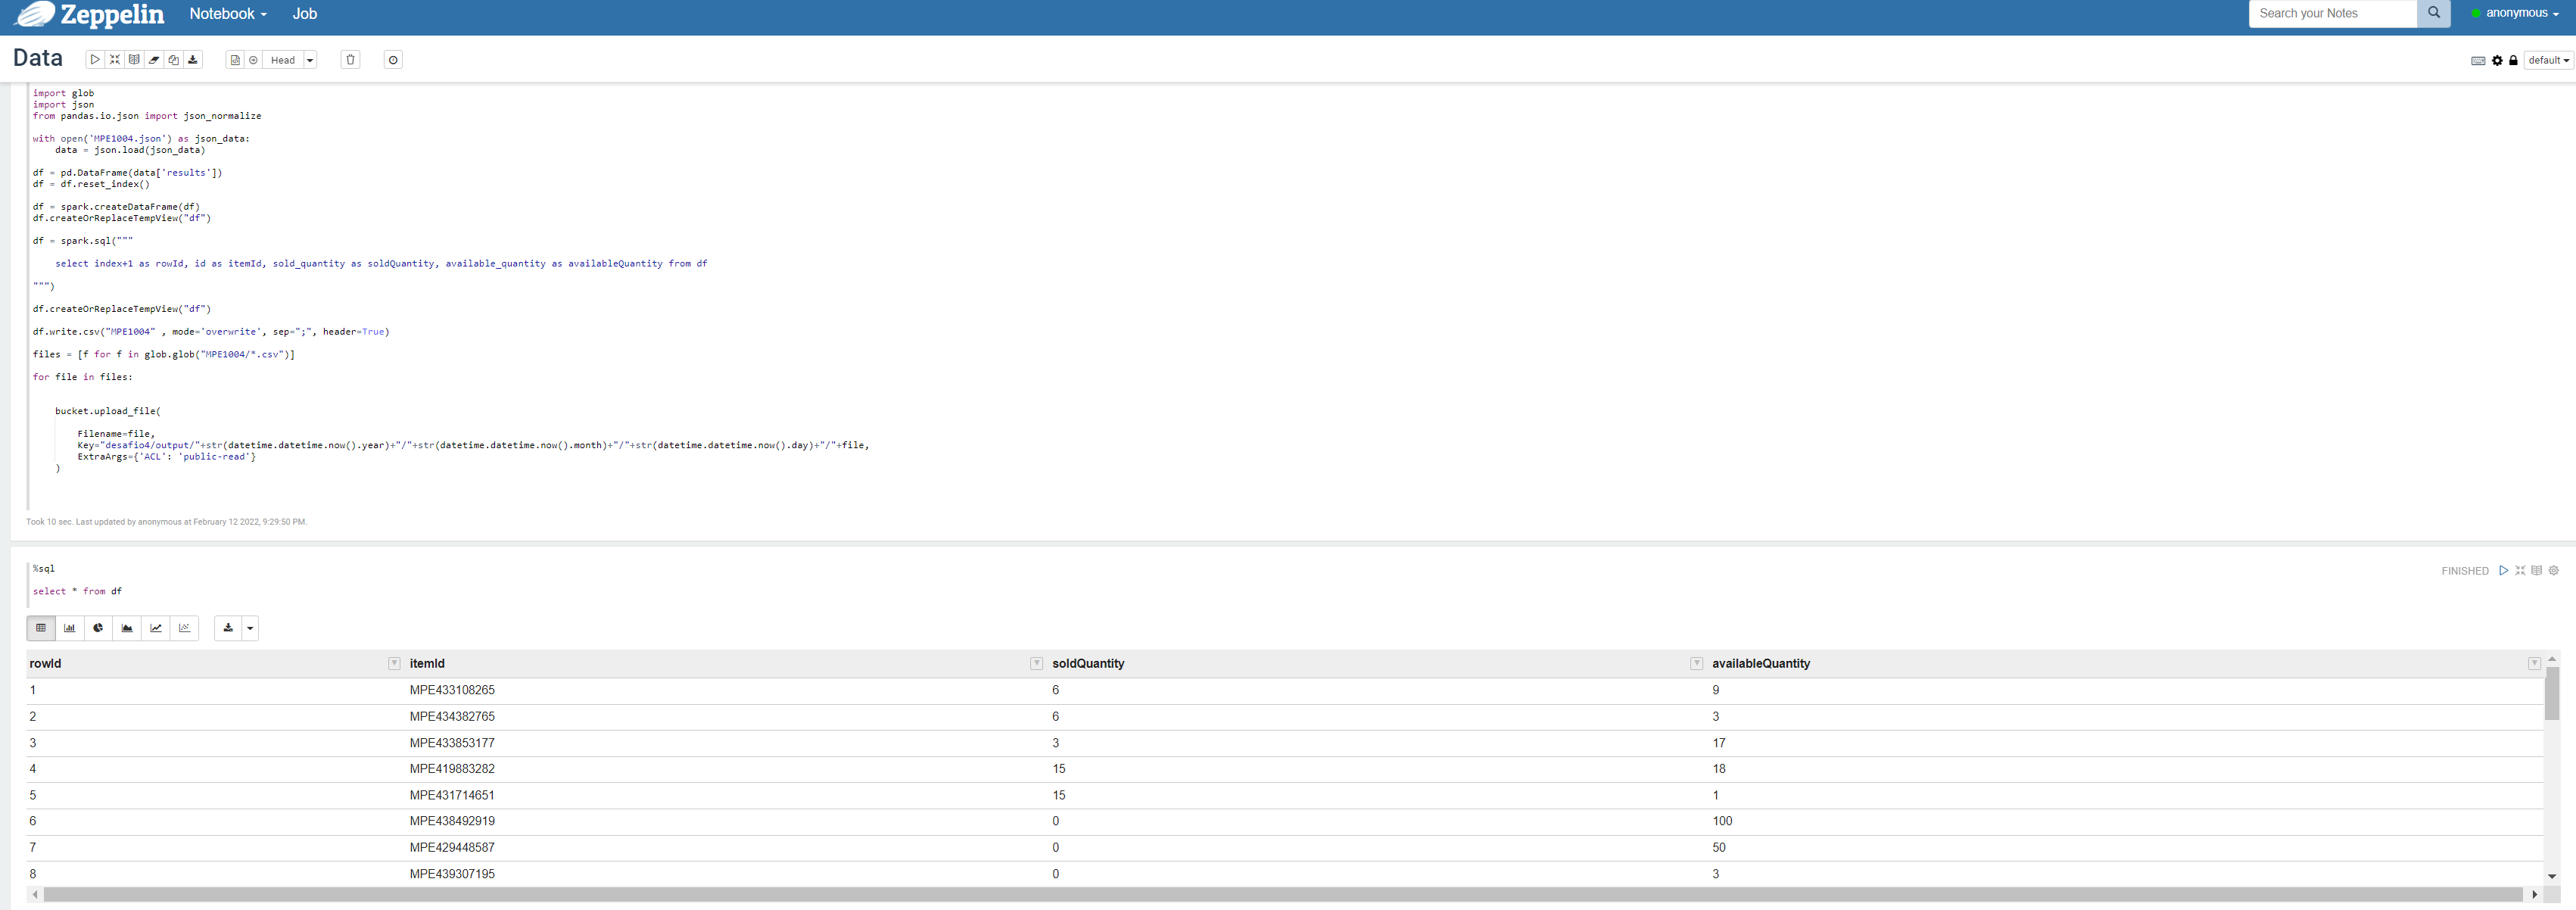 Zeppelin Notebook Job Search your Notes anonymous
Data Head default
import glob
import json
from pandas.io.json import json_normalize
with open('MPE1004.json') as json_data:
    data = json.load(json_data)
df = pd.DataFrame(data['results'])
df = df.reset_index()
df = spark.createDataFrame(df)
df.createOrReplaceTempView("df")
df = spark.sql("""
    select index+1 as rowId, id as itemId, sold_quantity as soldQuantity, available_quantity as availableQuantity from df
""")
df.createOrReplaceTempView("df")
df.write.csv("MPE1004" , mode='overwrite', sep=";", header=True)
files = [f for f in glob.glob("MPE1004/*.csv")]
for file in files:
    bucket.upload_file(
        Filename=file,
        Key="desafio4/output/"+str(datetime.datetime.now().year)+"/"+str(datetime.datetime.now().month)+"/"+str(datetime.datetime.now().day)+"/"+file,
        ExtraArgs={'ACL': 'public-read'}
    )
Took 10 sec. Last updated by anonymous at February 12 2022, 9:29:50 PM.
%sql FINISHED
select * from df
rowId itemId soldQuantity availableQuantity
1 MPE433108265 6 9
2 MPE434382765 6 3
3 MPE433853177 3 17
4 MPE419883282 15 18
5 MPE431714651 15 1
6 MPE438492919 0 100
7 MPE429448587 0 50
8 MPE439307195 0 3